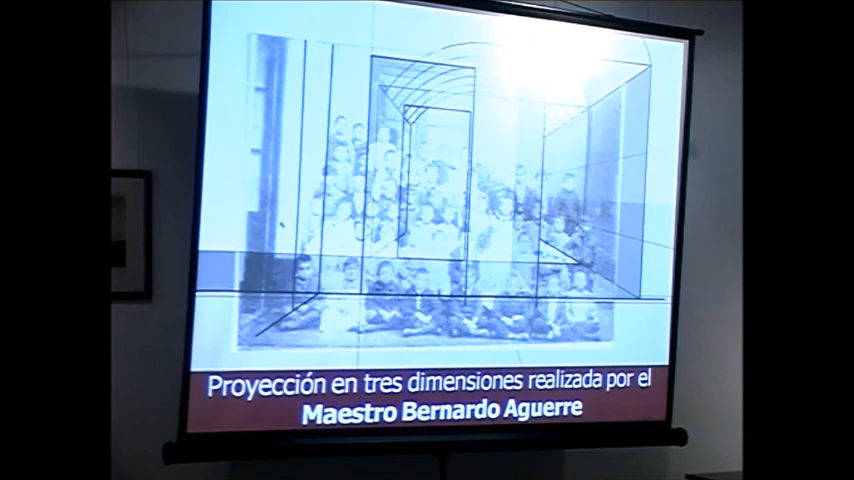 Proyección en tres dimensiones realizada por el
Maestro Bernardo Aguerre